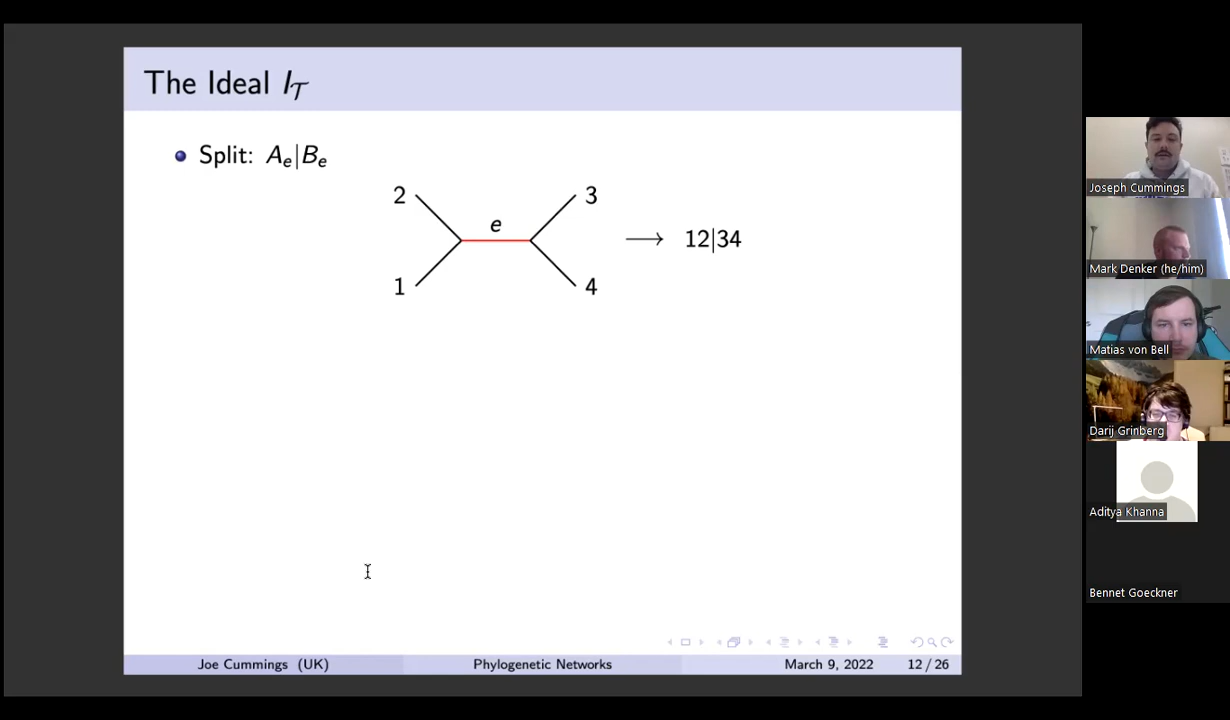 The Ideal I_𝒯
Split: A_e|B_e
2 3
e
12|34
1 4
Joe Cummings (UK) Phylogenetic Networks March 9, 2022 12 / 26
Joseph Cummings
Mark Denker (he/him)
Matias von Bell
Darij Grinberg
Aditya Khanna
Bennet Goeckner